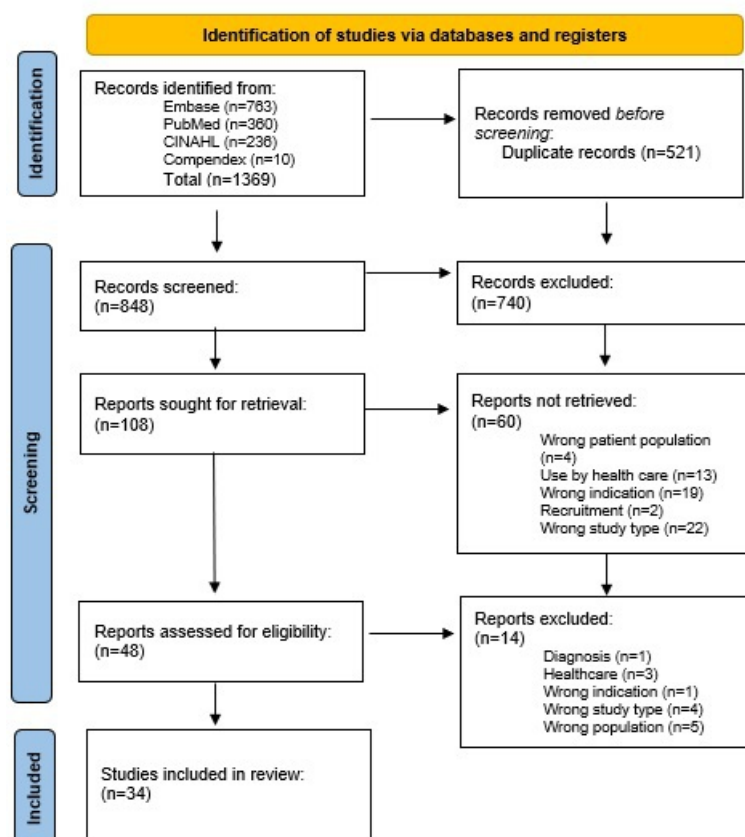 Identification of studies via databases and registers
Identification
Records identified from:
Embase (n=763)
PubMed (n=360)
CINAHL (n=236)
Compendex (n=10)
Total (n=1369)
Records removed before
screening:
Duplicate records (n=521)
Screening
Records screened:
(n=848)
Records excluded:
(n=740)
Reports sought for retrieval:
(n=108)
Reports not retrieved:
(n=60)
Wrong patient population
(n=4)
Use by health care (n=13)
Wrong indication (n=19)
Recruitment (n=2)
Wrong study type (n=22)
Reports assessed for eligibility:
(n=48)
Reports excluded:
(n=14)
Diagnosis (n=1)
Healthcare (n=3)
Wrong indication (n=1)
Wrong study type (n=4)
Wrong population (n=5)
Included
Studies included in review:
(n=34)